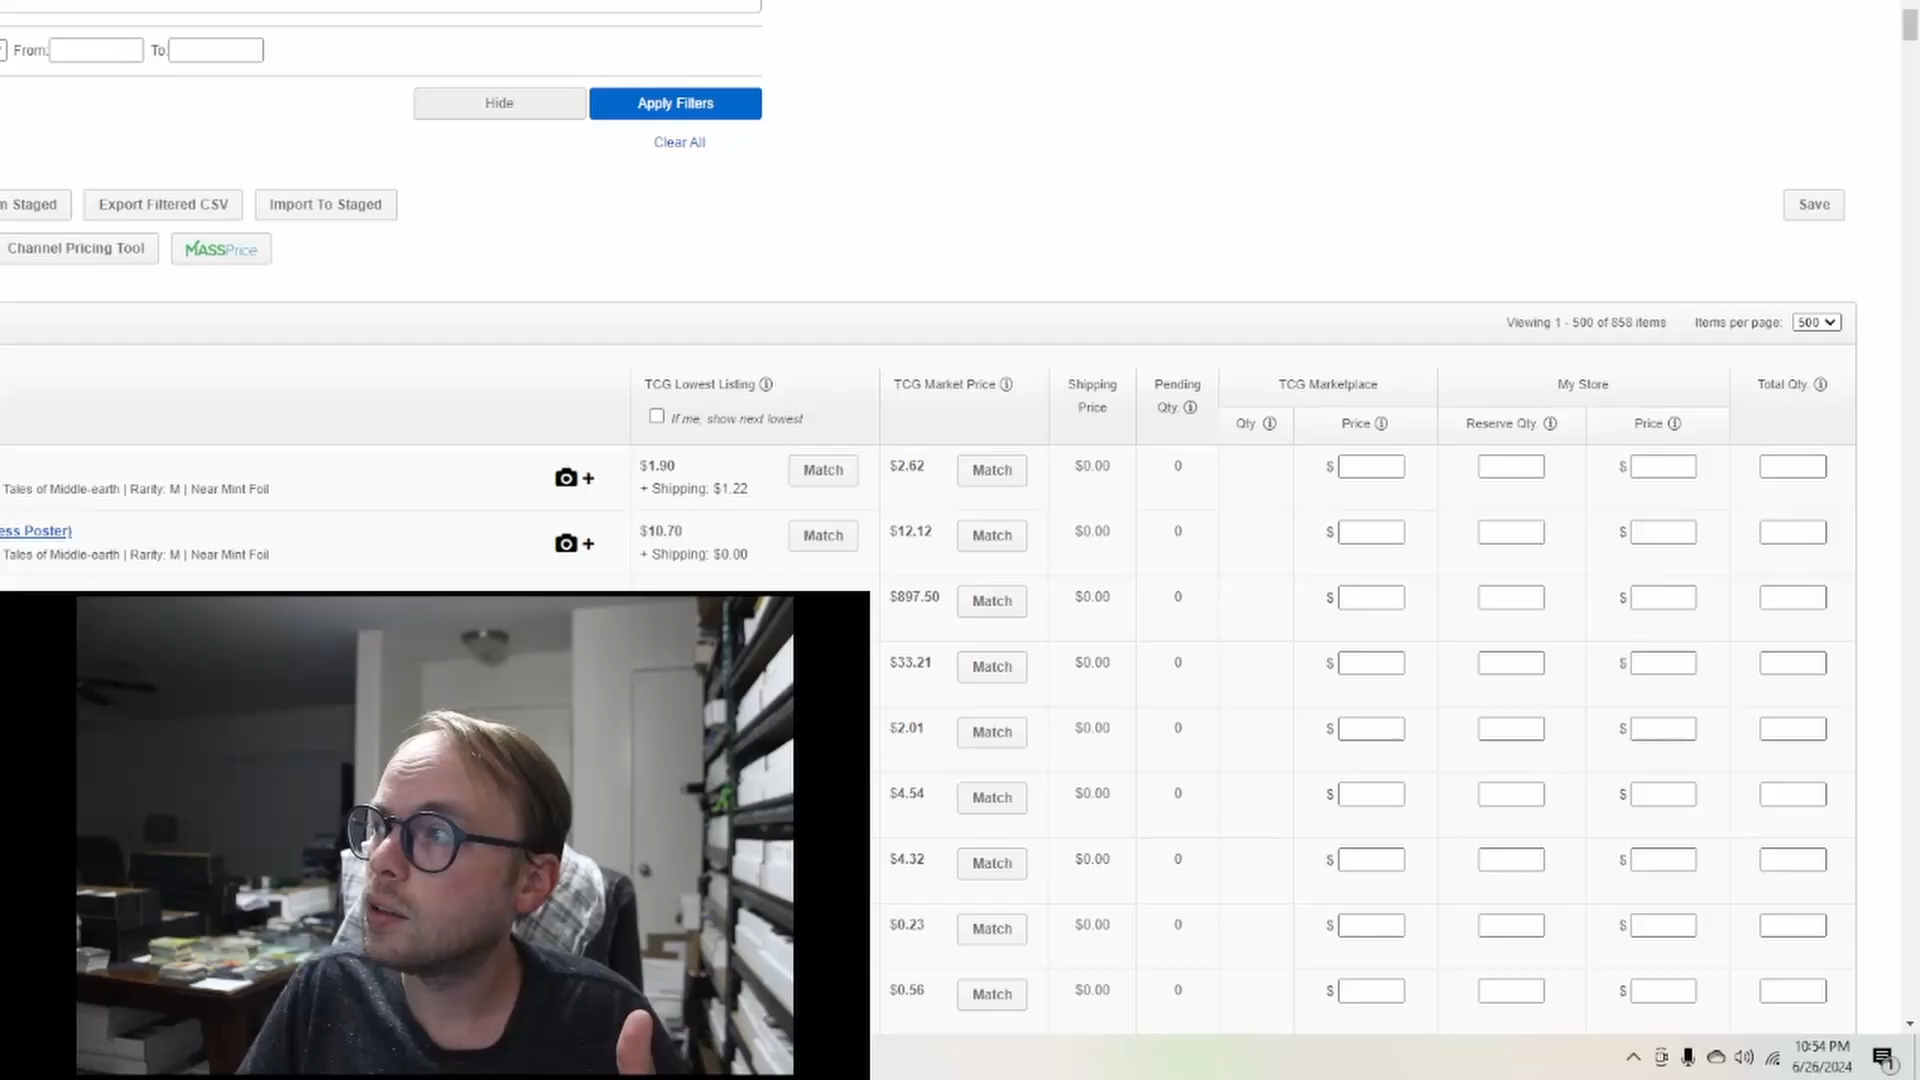 From: To:
Hide Apply Filters
Clear All
m Staged Export Filtered CSV Import To Staged Save
Channel Pricing Tool MASSPrice
Viewing 1 - 500 of 858 items Items per page: 500
TCG Lowest Listing TCG Market Price Shipping Price Pending Qty. TCG Marketplace My Store Total Qty.
If me, show next lowest
Qty Price Reserve Qty. Price
$1.90 Match $2.62 Match $0.00 0 $ $
Tales of Middle-earth | Rarity: M | Near Mint Foil + Shipping: $1.22
ess Poster) $10.70 Match $12.12 Match $0.00 0 $ $
Tales of Middle-earth | Rarity: M | Near Mint Foil + Shipping: $0.00
$897.50 Match $0.00 0 $ $
$33.21 Match $0.00 0 $ $
$2.01 Match $0.00 0 $ $
$4.54 Match $0.00 0 $ $
$4.32 Match $0.00 0 $ $
$0.23 Match $0.00 0 $ $
$0.56 Match $0.00 0 $ $
10:54 PM
6/26/2024
1